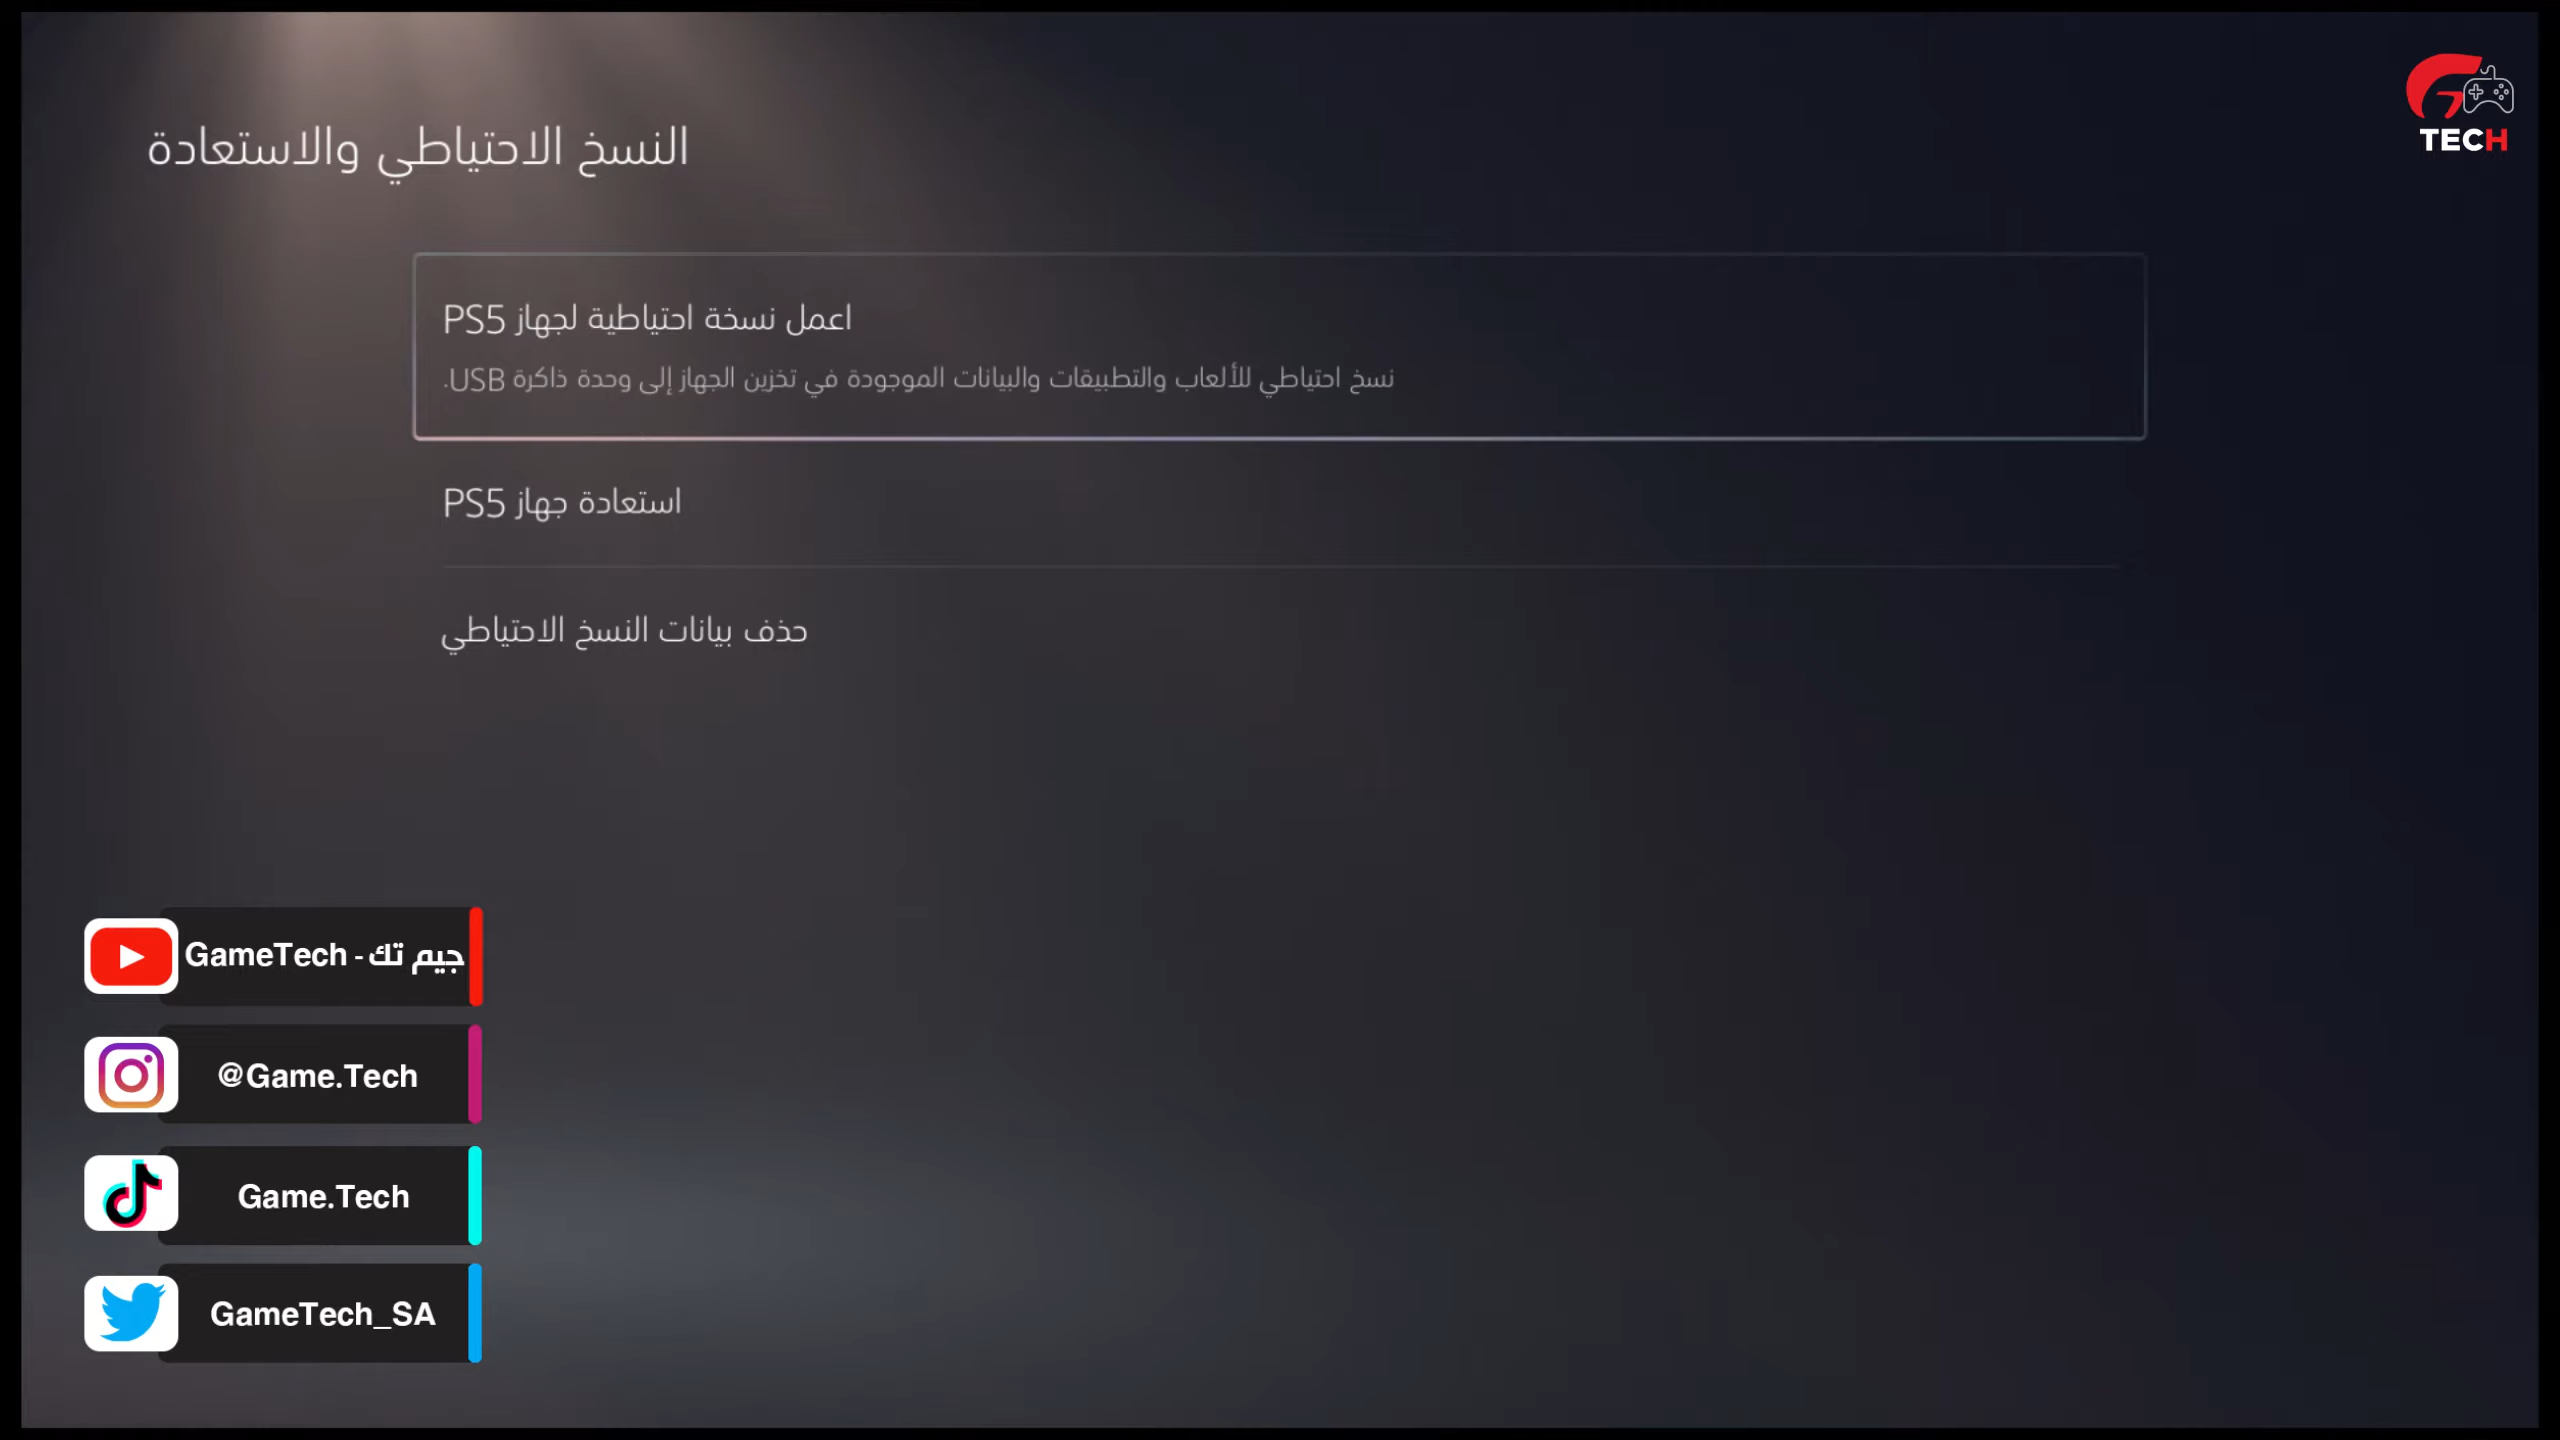 النسخ الاحتياطي والاستعادة
TECH
اعمل نسخة احتياطية لجهاز PS5
نسخ احتياطي للألعاب والتطبيقات والبيانات الموجودة في تخزين الجهاز إلى وحدة ذاكرة USB.
استعادة جهاز PS5
حذف بيانات النسخ الاحتياطي
GameTech - جيم تك
@Game.Tech
Game.Tech
GameTech_SA